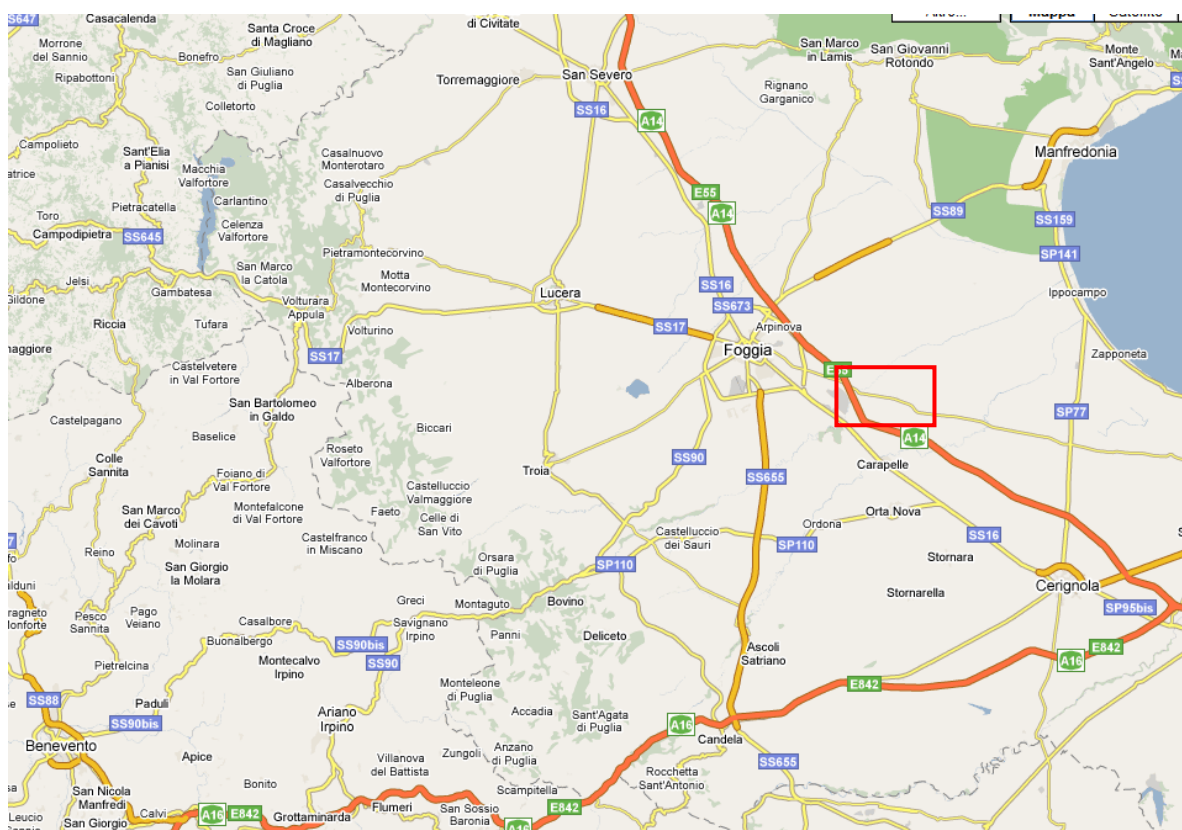 SS647
Casacalenda
Santa Croce
di Magliano
di Civitate
Mappa
Morrone
del Sannio
Bonefro
San Giuliano
di Puglia
Ripabottoni
Colletorto
Torremaggiore
San Severo
San Marco
in Lamis
San Giovanni
Rotondo
Monte
Sant'Angelo
Rignano
Garganico
SS16
A14
Campolieto
Sant'Elia
a Pianisi
Macchia
Valfortore
Casalnuovo
Monterotaro
Casalvecchio
di Puglia
Manfredonia
E55
A14
SS89
SS159
SP141
Toro
Pietracatella
Carlantino
Campodipietra
SS645
Celenza
Valfortore
Pietramontecorvino
San Marco
la Catola
Motta
Montecorvino
Jelsi
Gambatesa
Gildone
Volturara
Appula
Lucera
SS16
SS673
Ippocampo
Riccia
Tufara
Volturino
SS17
SS17
Arpinova
Foggia
Zapponeta
Castelvetere
in Val Fortore
Alberona
San Bartolomeo
in Galdo
SP77
Castelpagano
Baselice
Biccari
A14
Colle
Sannita
Roseto
Valfortore
Foiano di
Val Fortore
Troia
SS90
SS655
Carapelle
Castelluccio
Valmaggiore
San Marco
dei Cavoti
Montefalcone
di Val Fortore
Faeto
Celle di
San Vito
Orta Nova
Ordona
Castelluccio
dei Sauri
SP110
SS16
Molinara
Castelfranco
in Miscano
Reino
San Giorgio
la Molara
Orsara
di Puglia
SP110
Stornara
Stornarella
Cerignola
SP95bis
Pago
Veiano
Pesco
Sannita
Casalbore
Greci
Montaguto
Bovino
Savignano
Irpino
Buonalbergo
SS90bis
SS90
Panni
Deliceto
Montecalvo
Irpino
Ascoli
Satriano
E842
A16
Pietrelcina
Monteleone
di Puglia
E842
SS88
Paduli
SS90bis
Ariano
Irpino
Accadia
Sant'Agata
di Puglia
A16
Candela
Benevento
Apice
Villanova
del Battista
Zungoli
Anzano
di Puglia
SS655
Rocchetta
Sant'Antonio
Bonito
Scampitella
San Nicola
Manfredi
Calvi
A16
E842
Grottaminarda
Flumeri
San Sossio
Baronia
E842
A16
San Giorgio